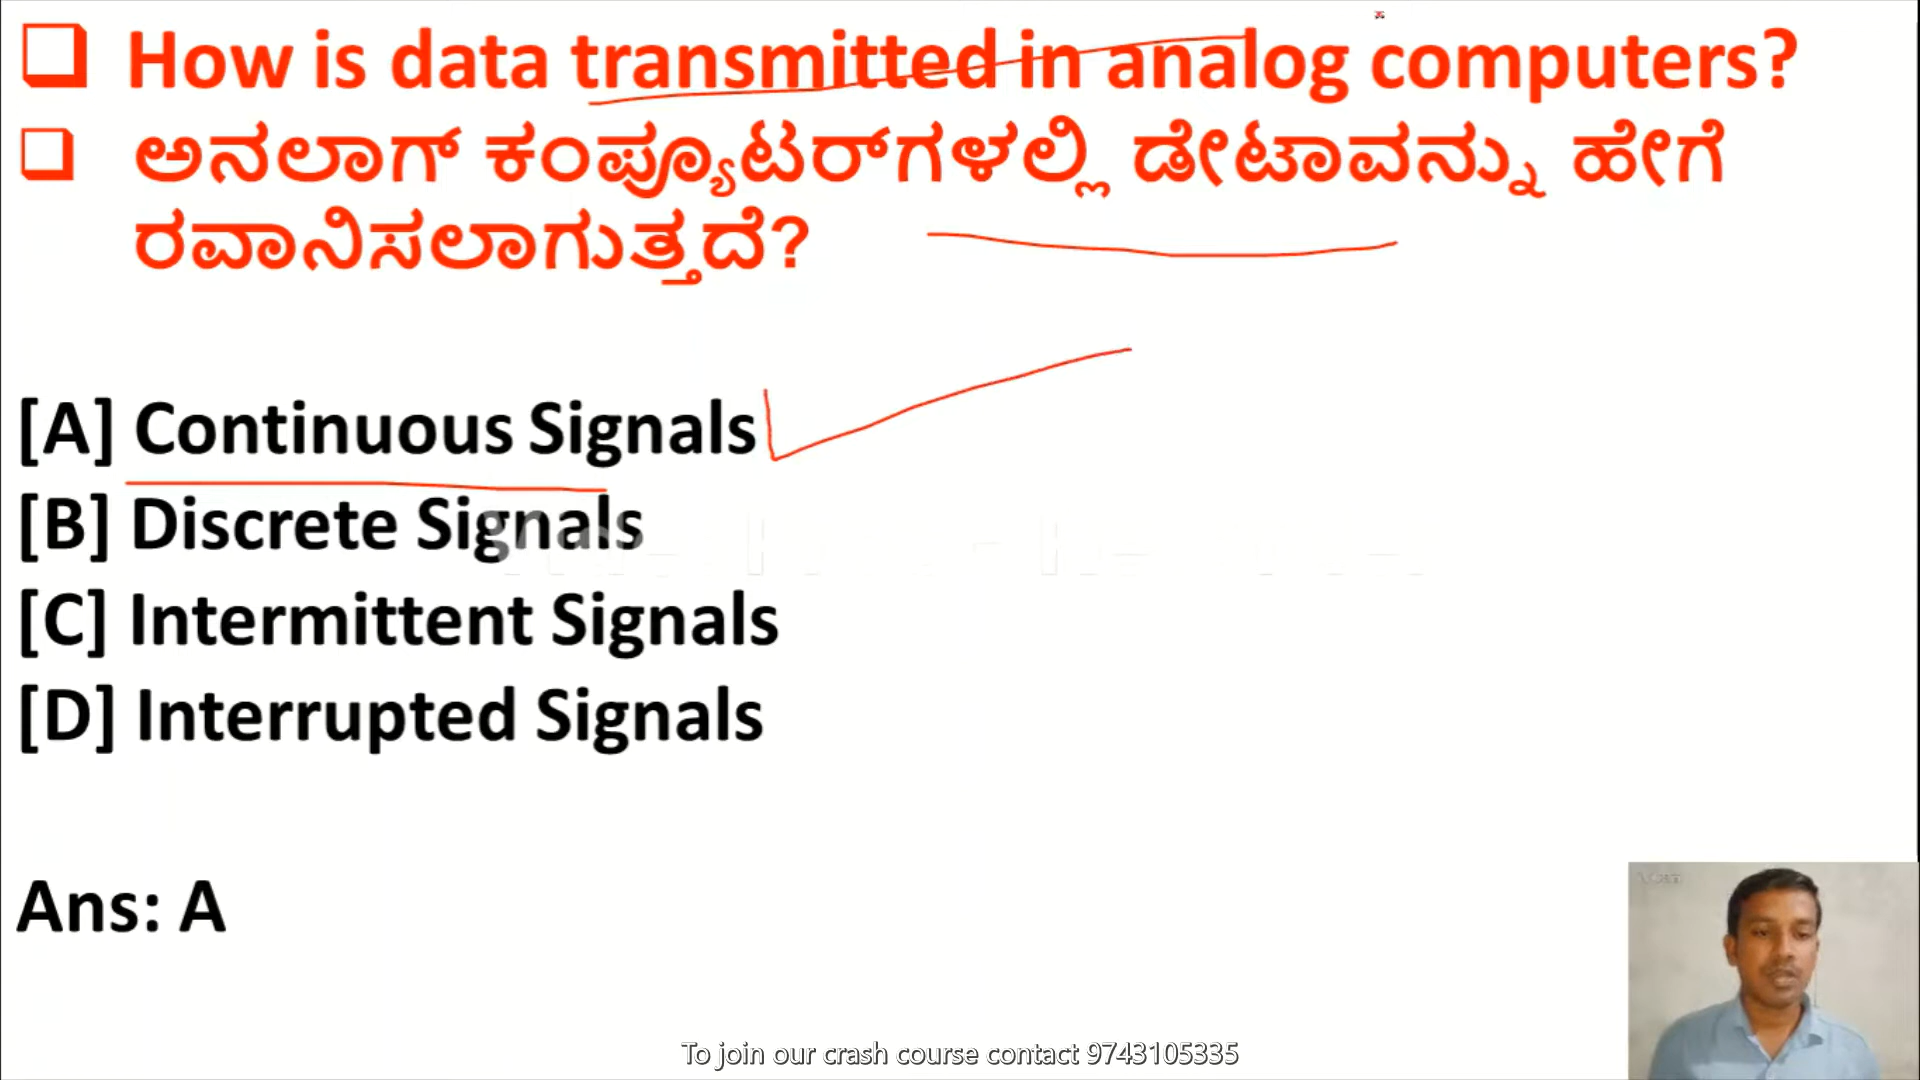 How is data transmitted in analog computers?
ಅನಲಾಗ್ ಕಂಪ್ಯೂಟರ್‌ಗಳಲ್ಲಿ ಡೇಟಾವನ್ನು ಹೇಗೆ
ರವಾನಿಸಲಾಗುತ್ತದೆ?
[A] Continuous Signals
[B] Discrete Signals
[C] Intermittent Signals
[D] Interrupted Signals
Ans: A
To join our crash course contact 9743105335